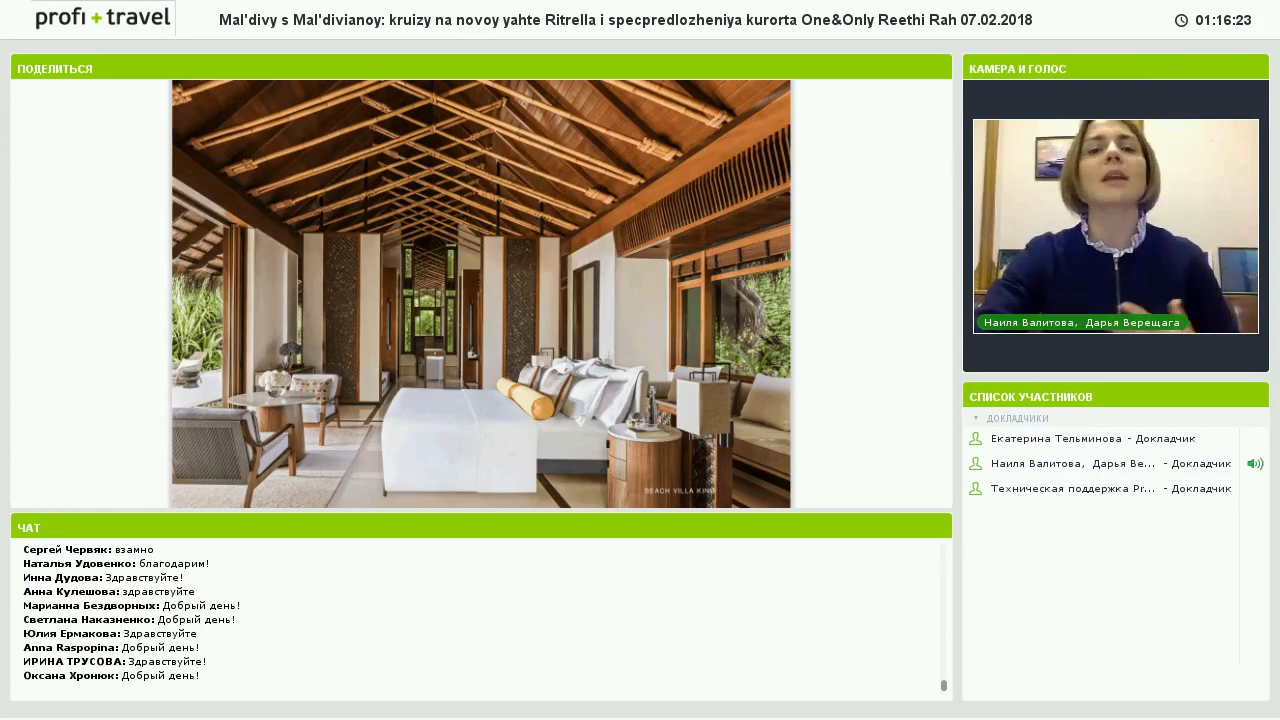 profi + travel
Mal'divy s Mal'divianoy: kruizy na novoy yahte Ritrella i specpredlozheniya kurorta One&Only Reethi Rah 07.02.2018
01:16:23
ПОДЕЛИТЬСЯ
BEACH VILLA KING
КАМЕРА И ГОЛОС
Наиля Валитова, Дарья Верещага
СПИСОК УЧАСТНИКОВ
ДОКЛАДЧИКИ
Екатерина Тельминова - Докладчик
Наиля Валитова, Дарья Ве... - Докладчик
Техническая поддержка Pr... - Докладчик
ЧАТ
Сергей Червяк: взамно
Наталья Удовенко: благодарим!
Инна Дудова: Здравствуйте!
Анна Кулешова: здравствуйте
Марианна Бездворных: Добрый день!
Светлана Наказненко: Добрый день!
Юлия Ермакова: Здравствуйте
Anna Raspopina: Добрый день!
ИРИНА ТРУСОВА: Здравствуйте!
Оксана Хронюк: Добрый день!